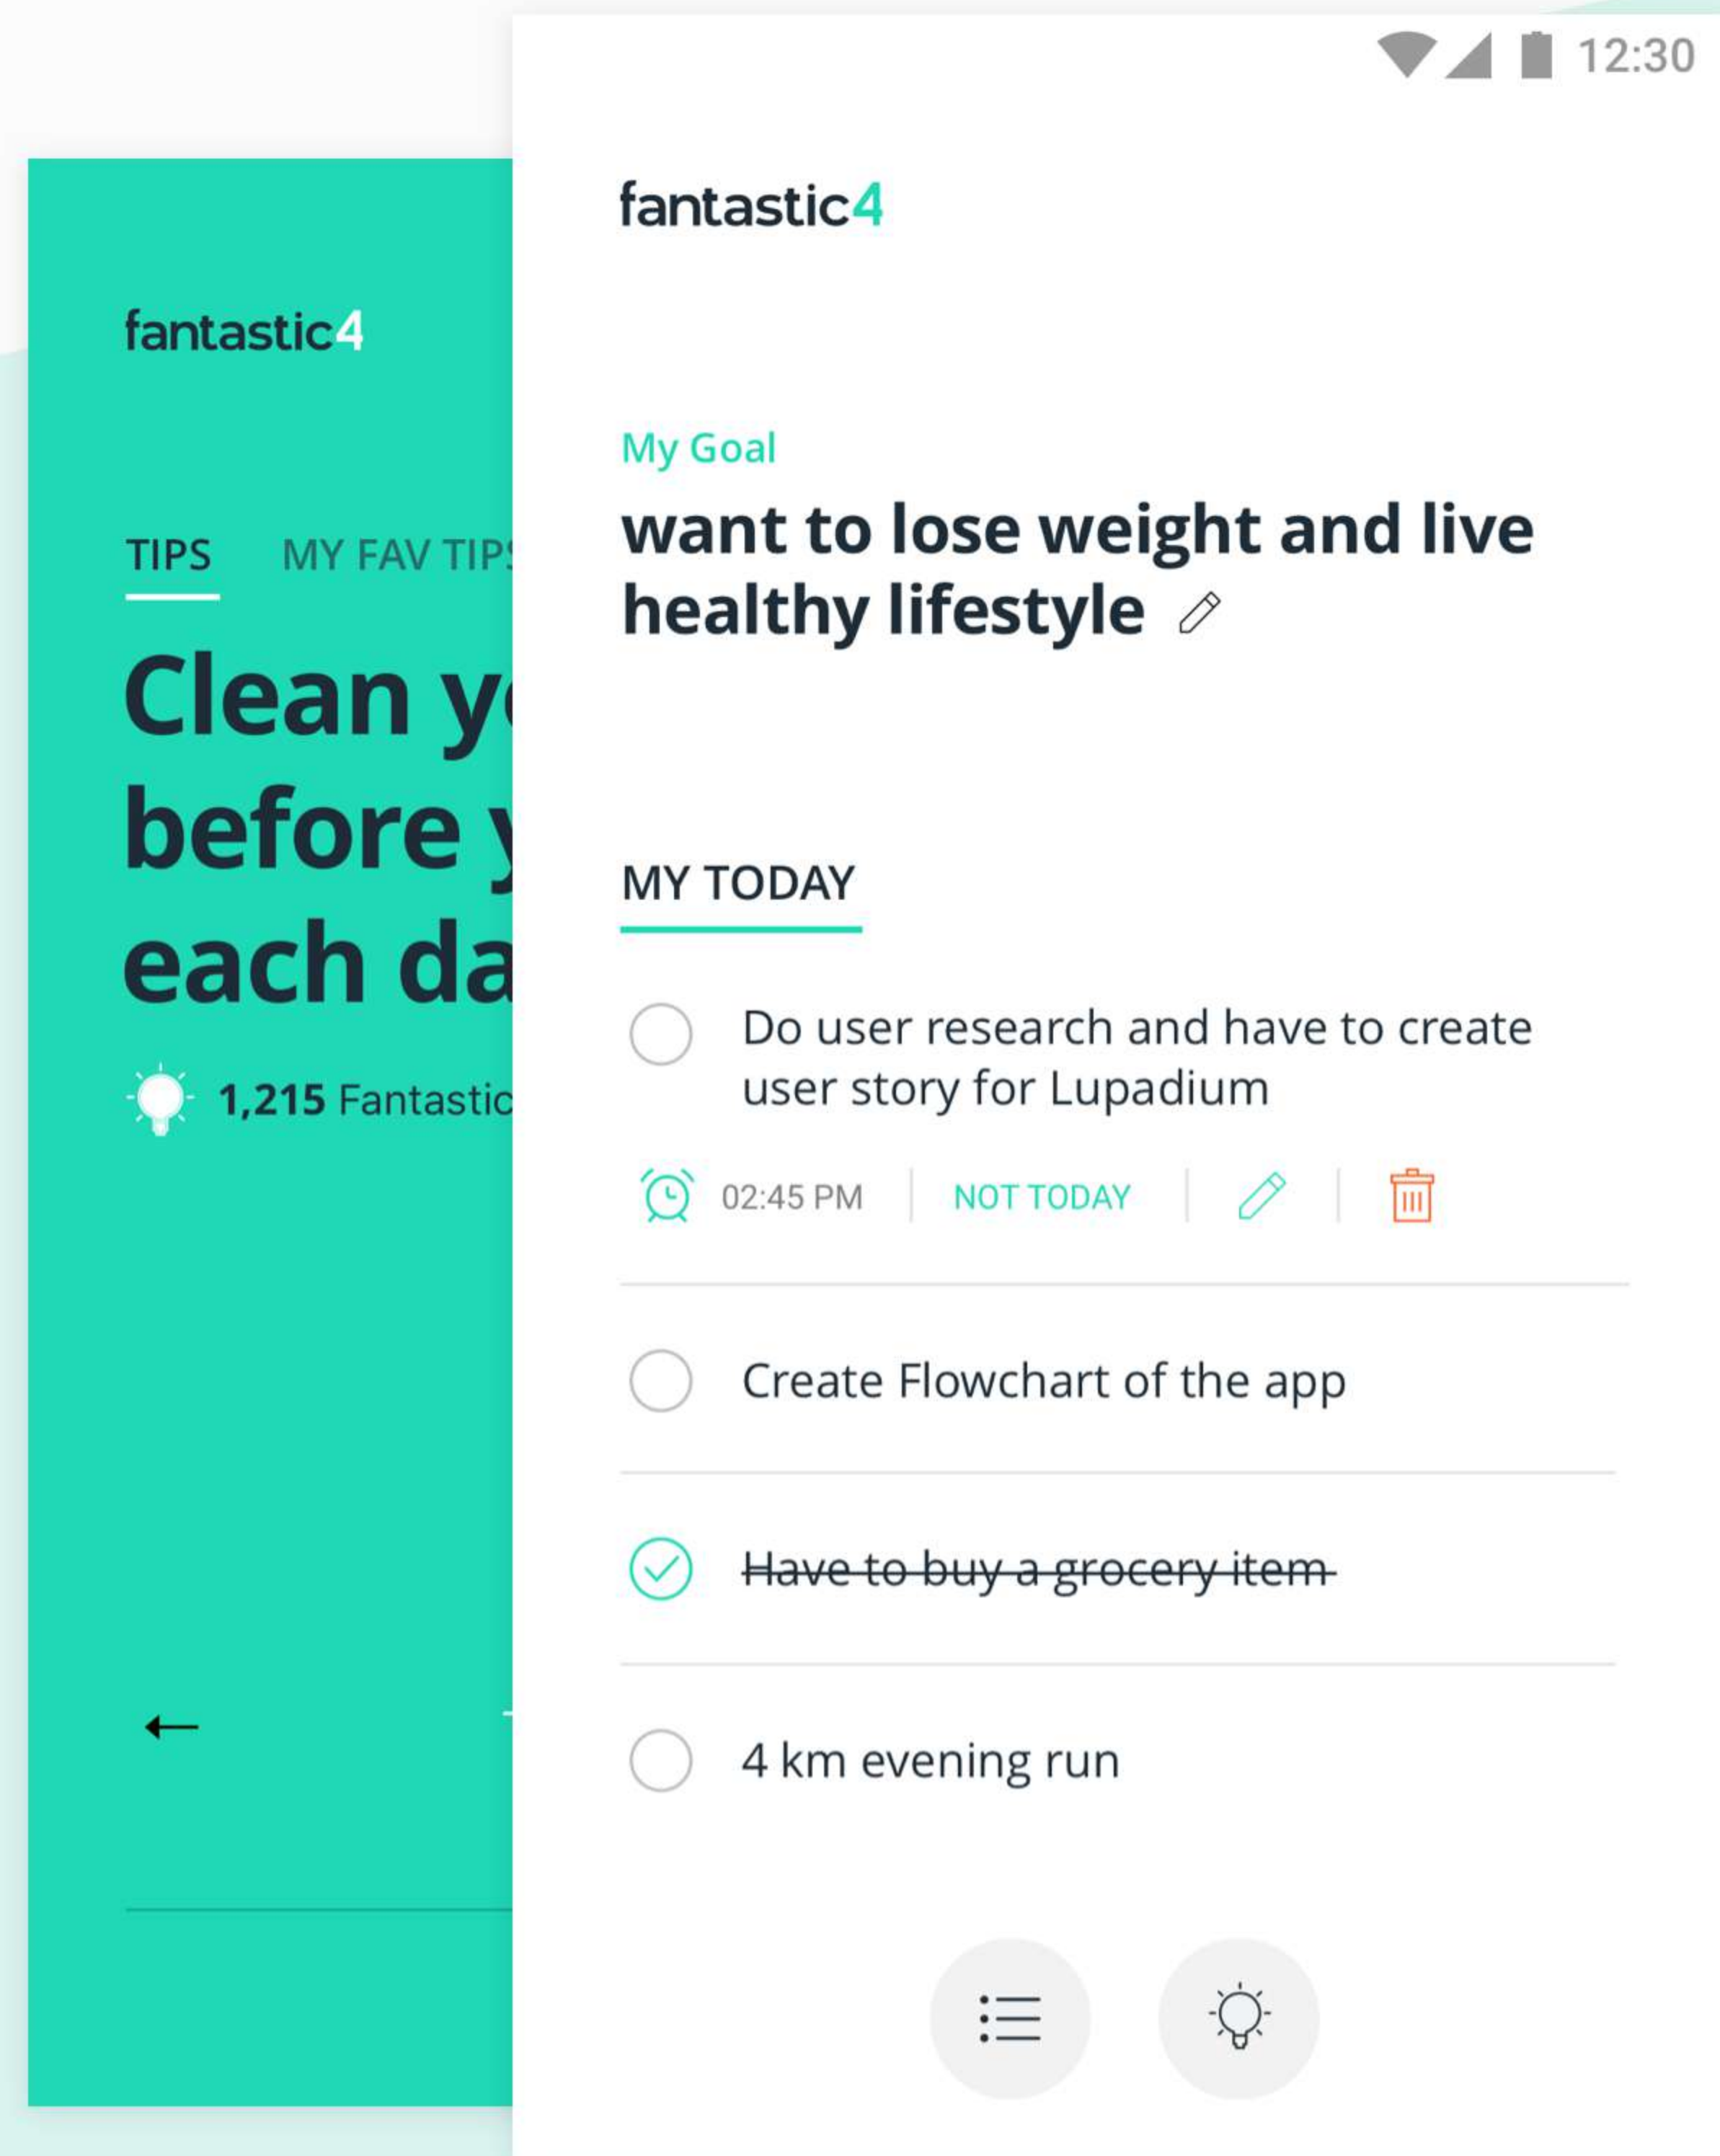 12:30
fantastic4
My Goal
want to lose weight and live
healthy lifestyle
MY TODAY
Do user research and have to create
user story for Lupadium
02:45 PM NOT TODAY
Create Flowchart of the app
Have to buy a grocery item
4 km evening run
fantastic4
TIPS MY FAV TIPS
Clean
before
each
1,215 Fantastic